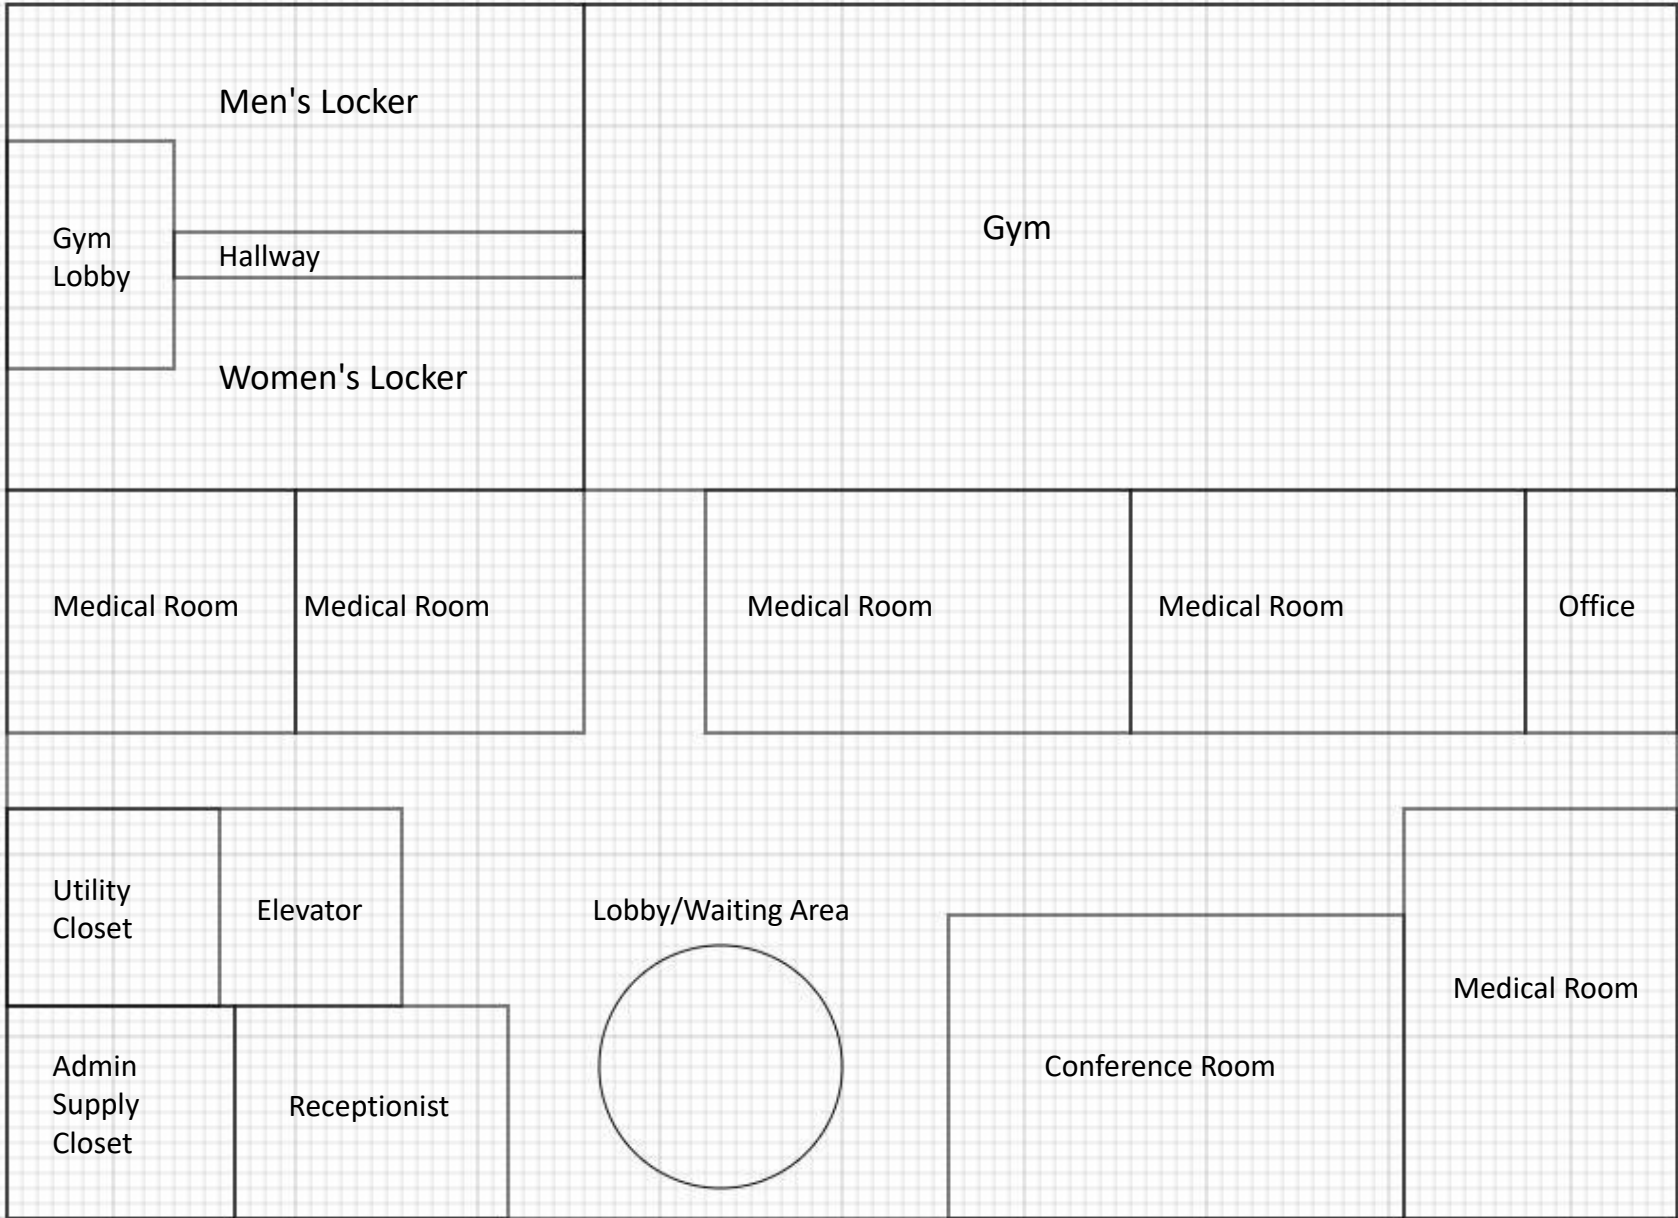 Men's Locker
Gym
Gym
Lobby
Hallway
Women's Locker
Medical Room
Medical Room
Medical Room
Medical Room
Office
Utility
Closet
Elevator
Lobby/Waiting Area
Medical Room
Admin
Supply
Closet
Receptionist
Conference Room